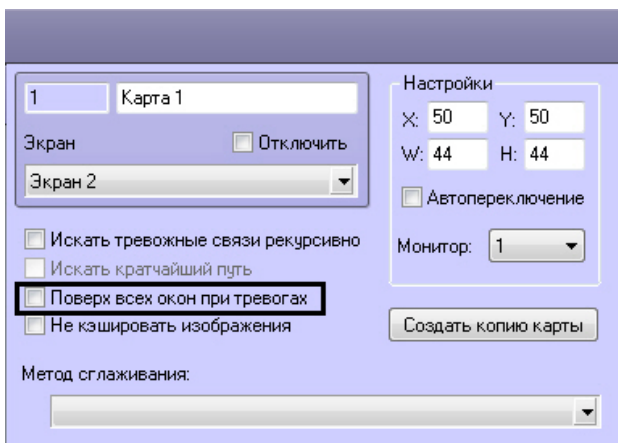 1 Карта 1
Экран Отключить
Экран 2
Искать тревожные связи рекурсивно
Искать кратчайший путь
Поверх всех окон при тревогах
Не кэшировать изображения
Настройки
X: 50 Y: 50
W: 44 H: 44
Автопереключение
Монитор: 1
Создать копию карты
Метод сглаживания: